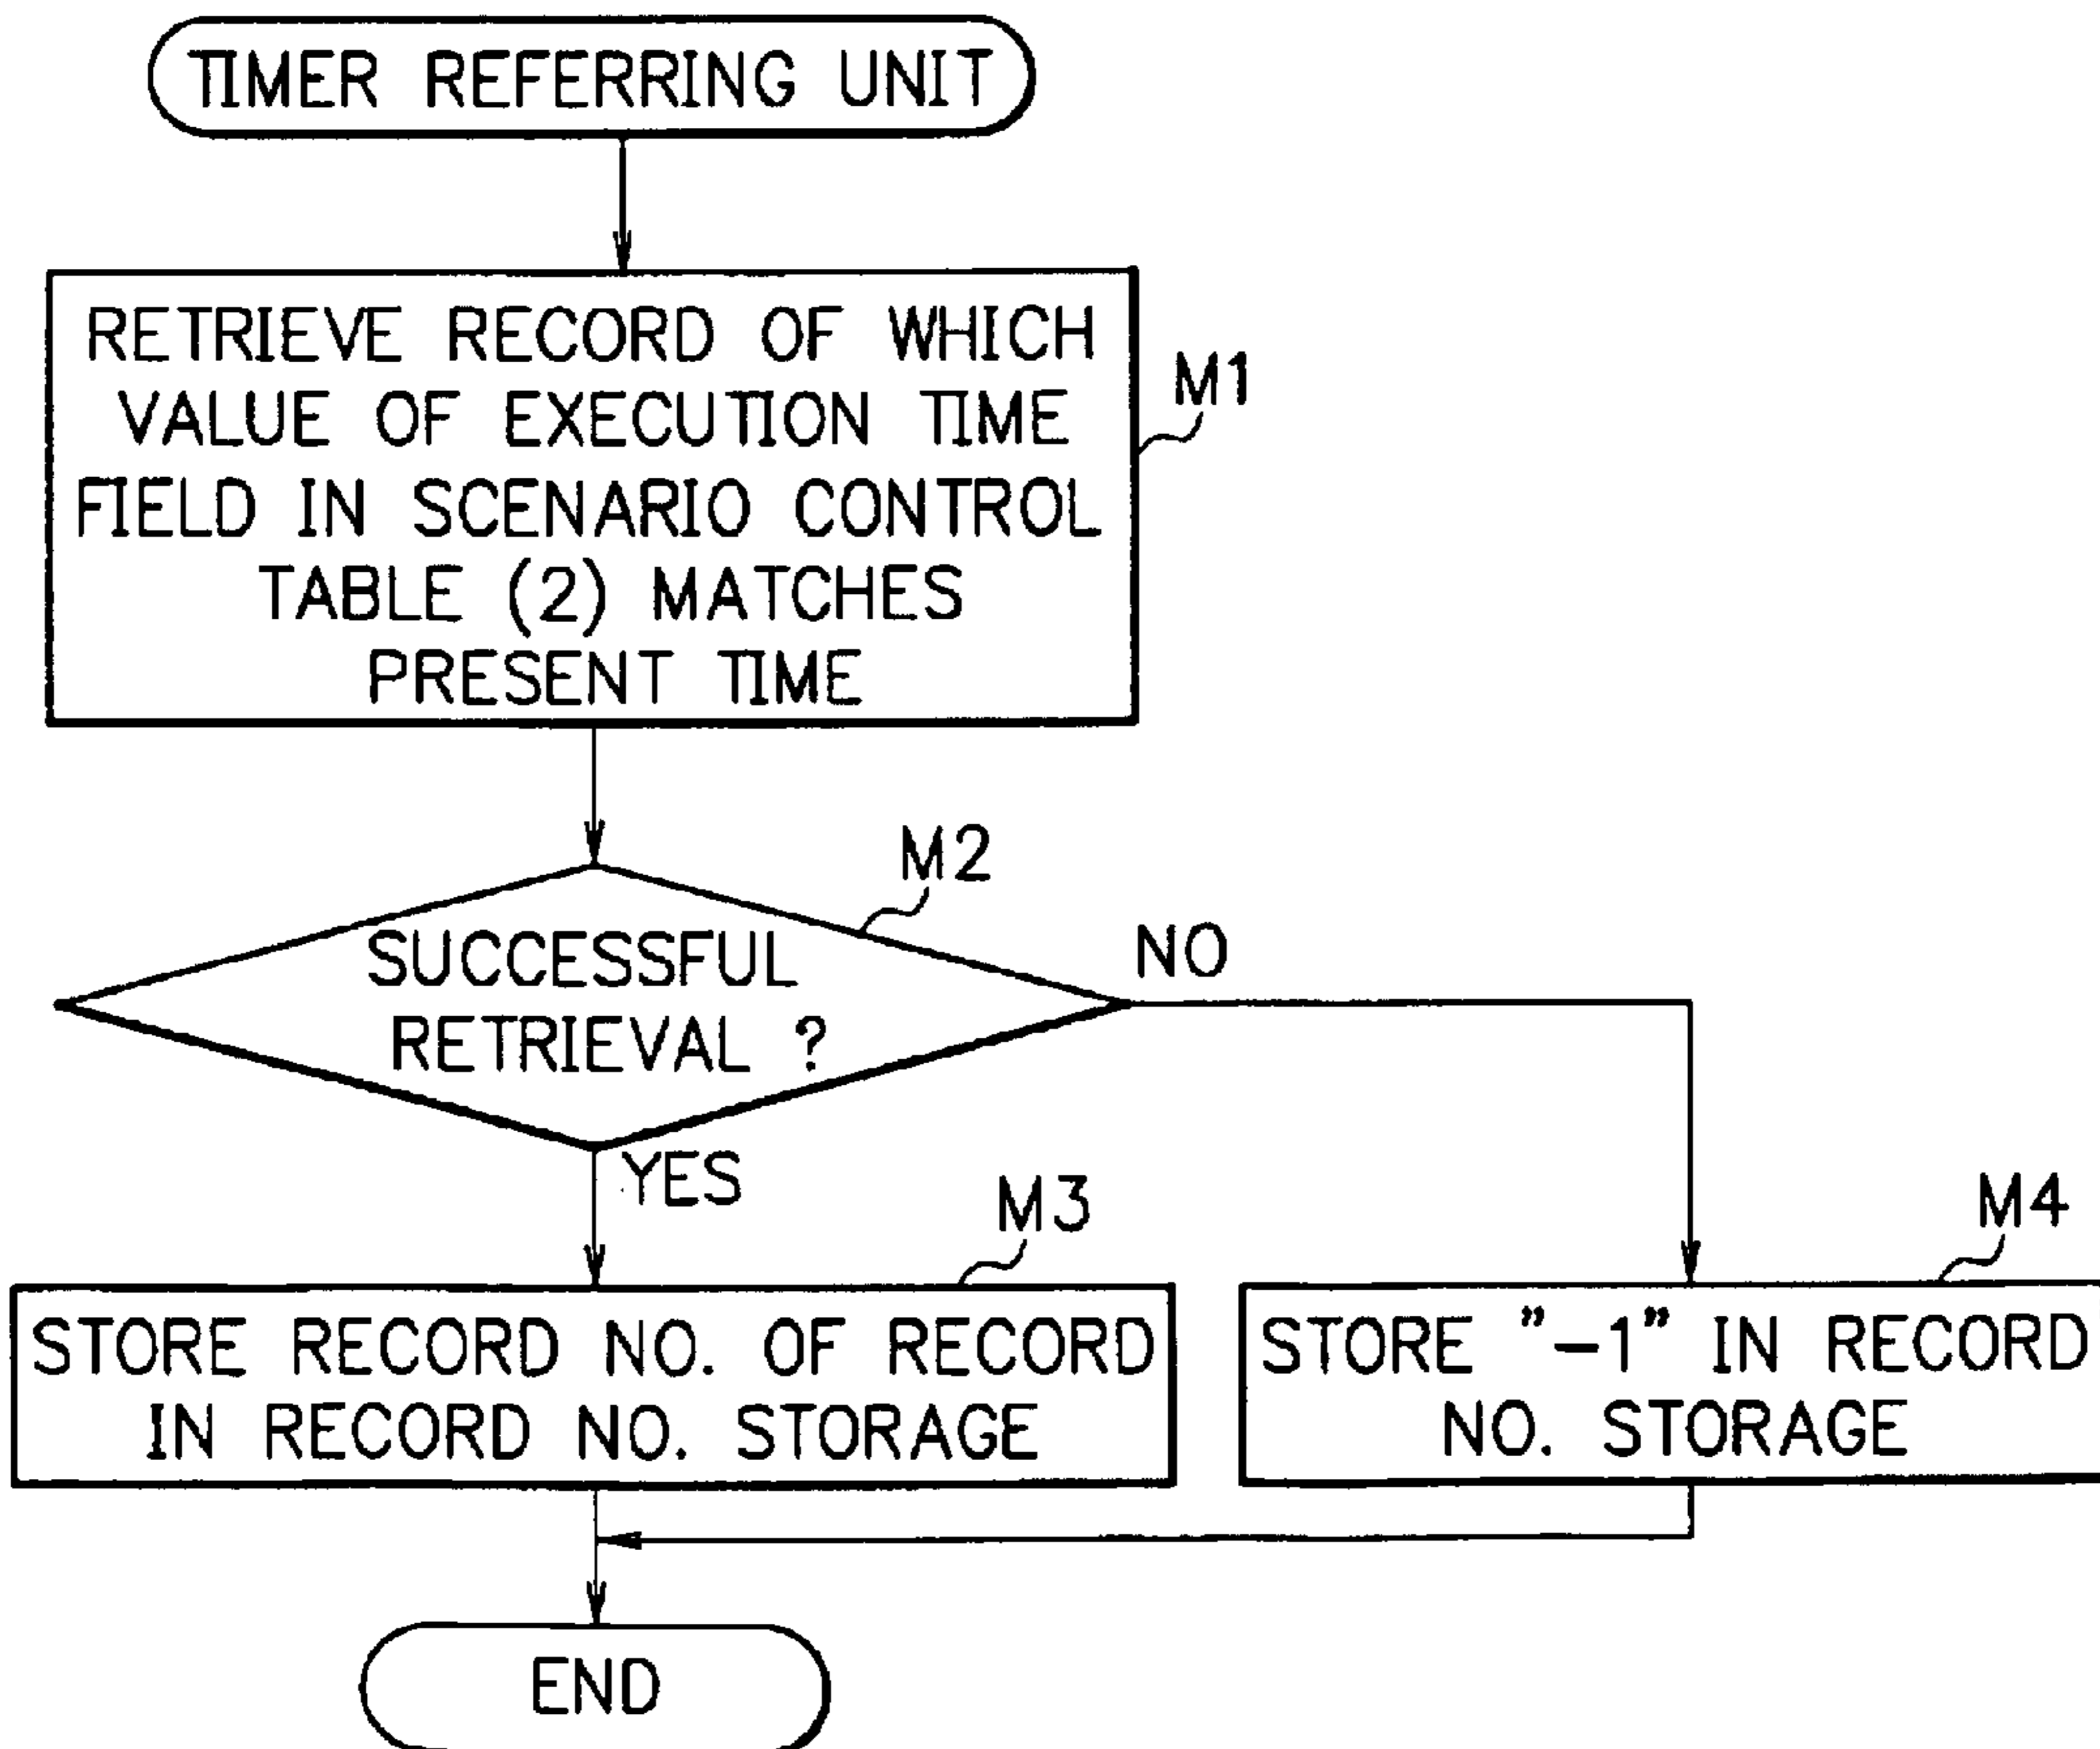 TIMER REFERRING UNIT
RETRIEVE RECORD OF WHICH
VALUE OF EXECUTION TIME
FIELD IN SCENARIO CONTROL
TABLE (2) MATCHES
PRESENT TIME
M1
M2
SUCCESSFUL
RETRIEVAL ?
NO
YES
M3
STORE RECORD NO. OF RECORD
IN RECORD NO. STORAGE
M4
STORE ”-1” IN RECORD
NO. STORAGE
END